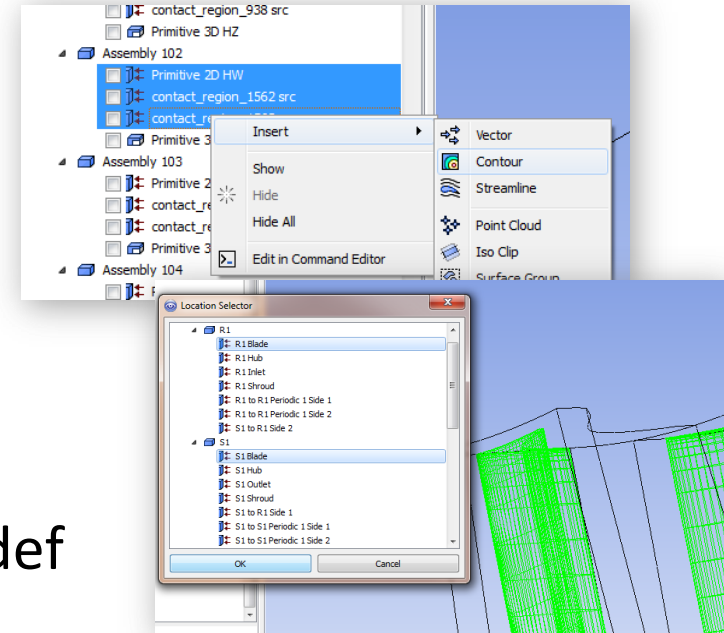 contact_region_938 src
Primitive 3D HZ
Assembly 102
Primitive 2D HW
contact_region_1562 src
Primitive 3
Assembly 103
Primitive 2
contact_re
contact_re
Primitive 3
Assembly 104
Insert
Show
Hide
Hide All
Edit in Command Editor
Vector
Contour
Streamline
Point Cloud
Iso Clip
Surface Group
Location Selector
R1
R1 Blade
R1 Hub
R1 Inlet
R1 Shroud
R1 to R1 Periodic 1 Side 1
R1 to R1 Periodic 1 Side 2
S1 to R1 Side 2
S1
S1 Blade
S1 Hub
S1 Outlet
S1 Shroud
S1 to R1 Side 1
S1 to S1 Periodic 1 Side 1
S1 to S1 Periodic 1 Side 2
OK Cancel
def